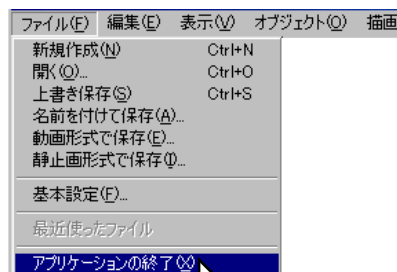 ファイル(F) 編集(E) 表示(V) オブジェクト(O) 描画
新規作成(N) Ctrl+N
開く(O)... Ctrl+O
上書き保存(S) Ctrl+S
名前を付けて保存(A)...
動画形式で保存(E)...
静止画形式で保存(I)...
基本設定(F)...
最近使ったファイル
アプリケーションの終了(X)